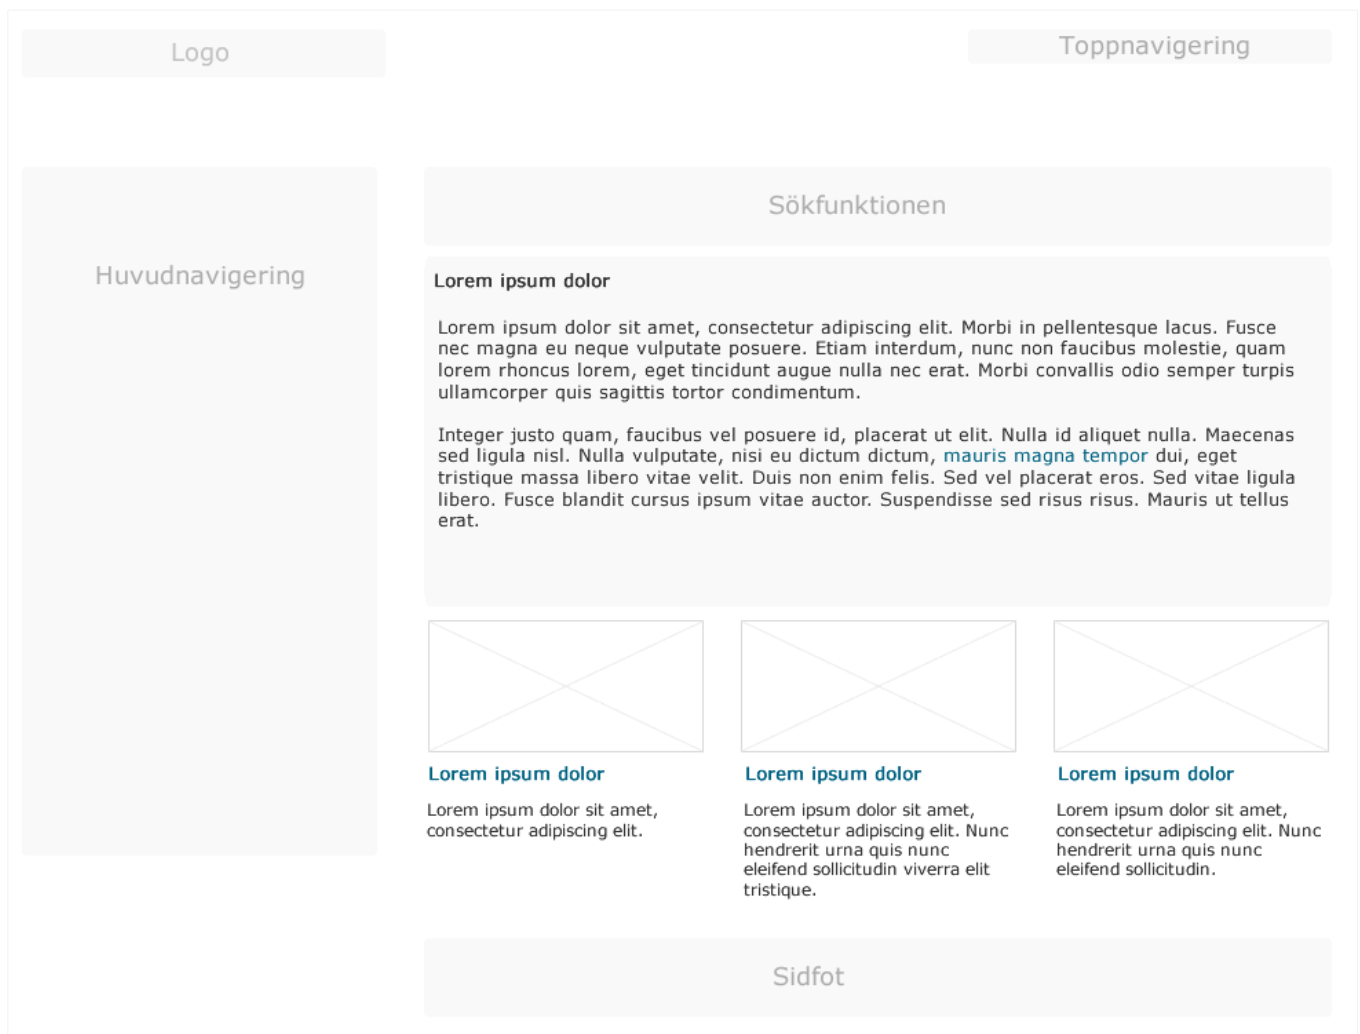 Logo
Toppnavigering
Huvudnavigering
Sökfunktionen
Lorem ipsum dolor
Lorem ipsum dolor sit amet, consectetur adipiscing elit. Morbi in pellentesque lacus. Fusce
nec magna eu neque vulputate posuere. Etiam interdum, nunc non faucibus molestie, quam
lorem rhoncus lorem, eget tincidunt augue nulla nec erat. Morbi convallis odio semper turpis
ullamcorper quis sagittis tortor condimentum.
Integer justo quam, faucibus vel posuere id, placerat ut elit. Nulla id aliquet nulla. Maecenas
sed ligula nisl. Nulla vulputate, nisi eu dictum dictum, mauris magna tempor dui, eget
tristique massa libero vitae velit. Duis non enim felis. Sed vel placerat eros. Sed vitae ligula
libero. Fusce blandit cursus ipsum vitae auctor. Suspendisse sed risus risus. Mauris ut tellus
erat.
Lorem ipsum dolor
Lorem ipsum dolor sit amet,
consectetur adipiscing elit.
Lorem ipsum dolor
Lorem ipsum dolor sit amet,
consectetur adipiscing elit. Nunc
hendrerit urna quis nunc
eleifend sollicitudin viverra elit
tristique.
Lorem ipsum dolor
Lorem ipsum dolor sit amet,
consectetur adipiscing elit. Nunc
hendrerit urna quis nunc
eleifend sollicitudin.
Sidfot